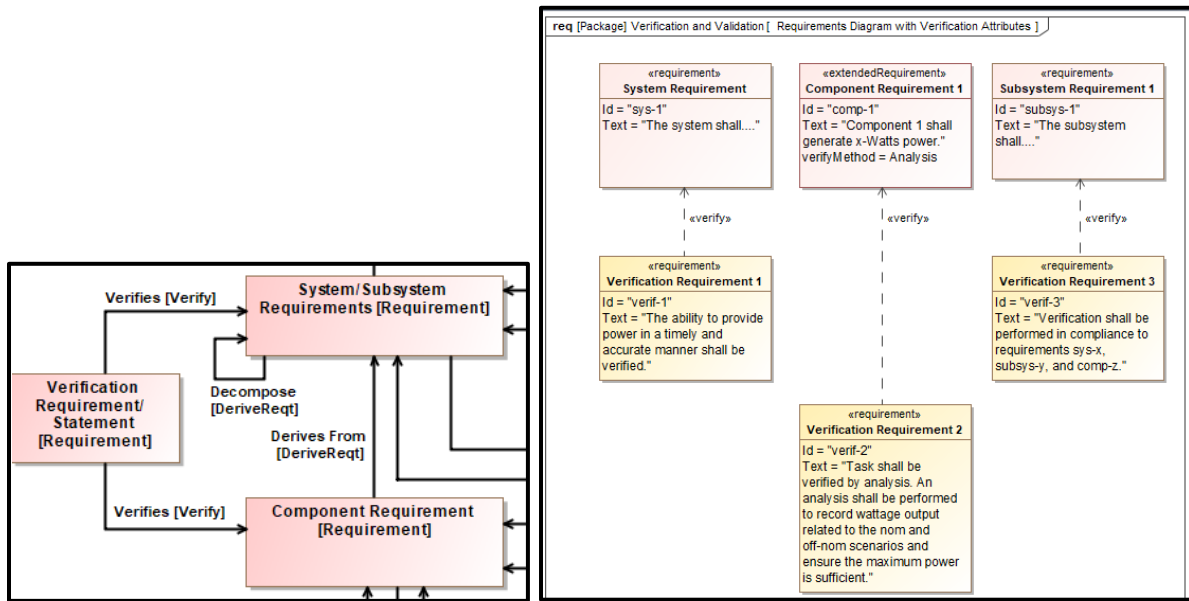 System/Subsystem
Requirements [Requirement]
Verifies [Verify]
Decompose
[DeriveReqt]
Verification
Requirement/
Statement
[Requirement]
Derives From
[DeriveReqt]
Verifies [Verify]
Component Requirement
[Requirement]
req [Package] Verification and Validation [ Requirements Diagram with Verification Attributes ]
«requirement»
System Requirement
Id = "sys-1"
Text = "The system shall...."
«extendedRequirement»
Component Requirement 1
Id = "comp-1"
Text = "Component 1 shall
generate x-Watts power."
verifyMethod = Analysis
«requirement»
Subsystem Requirement 1
Id = "subsys-1"
Text = "The subsystem
shall...."
«verify»
«verify»
«verify»
«requirement»
Verification Requirement 1
Id = "verif-1"
Text = "The ability to provide
power in a timely and
accurate manner shall be
verified."
«requirement»
Verification Requirement 3
Id = "verif-3"
Text = "Verification shall be
performed in compliance to
requirements sys-x,
subsys-y, and comp-z."
«requirement»
Verification Requirement 2
Id = "verif-2"
Text = "Task shall be
verified by analysis. An
analysis shall be performed
to record wattage output
related to the nom and
off-nom scenarios and
ensure the maximum power
is sufficient."